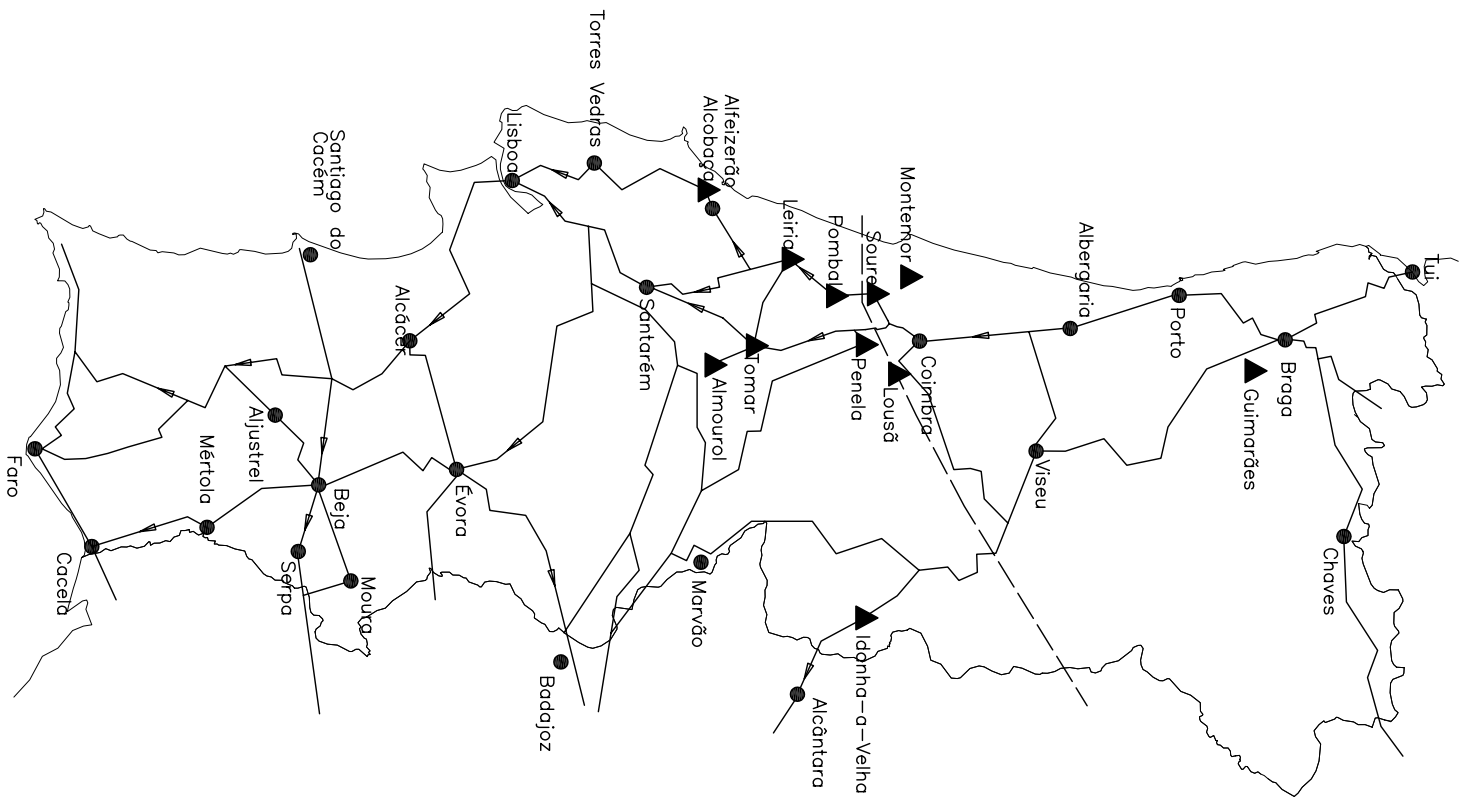 Tui
Braga
Guimarães
Chaves
Porto
Albergaria
Viseu
Coimbra
Montemor
Lousã
Soure
Penela
Pombal
Idanha-a-Velha
Alcântara
Leiria
Tomar
Almourol
Alfeizerão
Alcobaça
Marvão
Santarém
Torres Vedras
Badajoz
Lisboa
Évora
Alcácer
Santiago do
Cacém
Beja
Moura
Serpa
Aljustrel
Mértola
Cacela
Faro